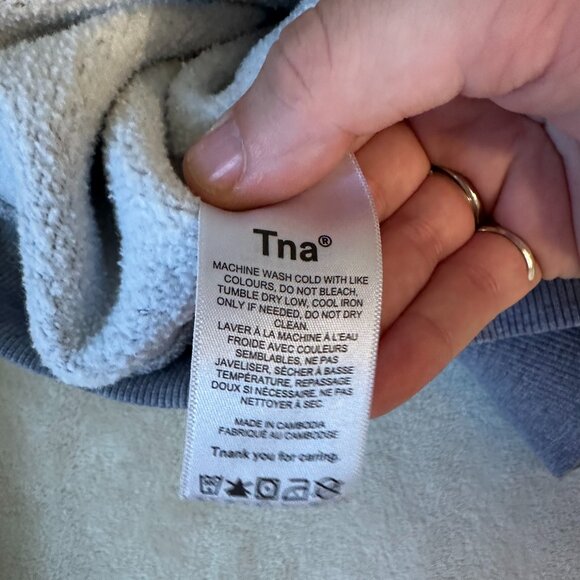 Tna®
MACHINE WASH COLD WITH LIKE
COLOURS, DO NOT BLEACH,
TUMBLE DRY LOW, COOL IRON
ONLY IF NEEDED, DO NOT DRY
CLEAN.
LAVER À LA MACHINE À L'EAU
FROIDE AVEC COULEURS
SEMBLABLES, NE PAS
JAVELISER, SÉCHER À BASSE
TEMPÉRATURE, REPASSAGE
DOUX SI NÉCESSAIRE, NE PAS
NETTOYER À SEC.
MADE IN CAMBODIA
FABRIQUÉ AU CAMBODGE
Thank you for caring.